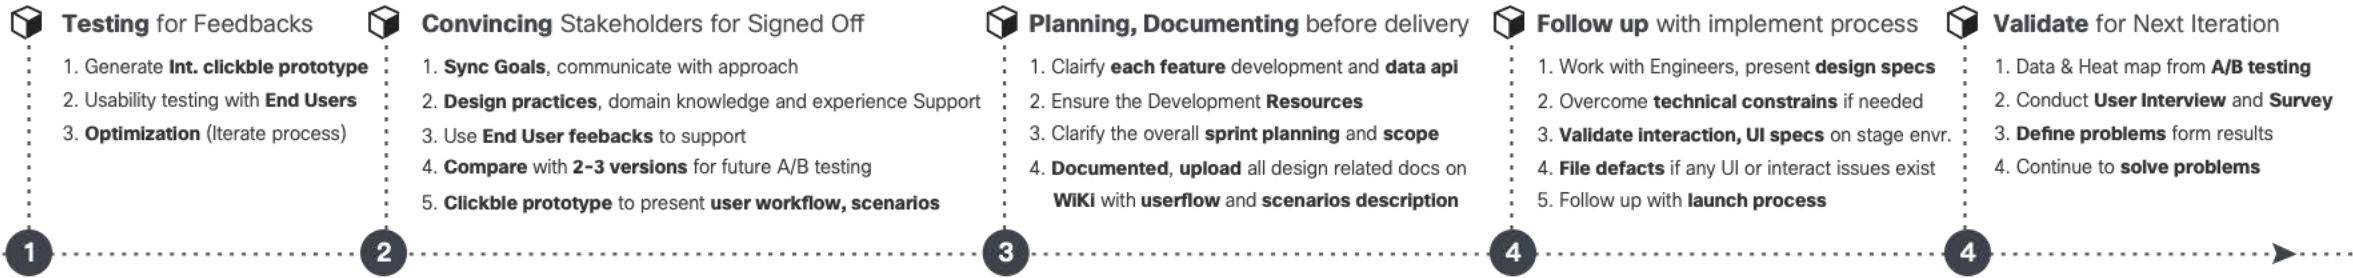 Testing for Feedbacks
1. Generate Int. clickble prototype
2. Usability testing with End Users
3. Optimization (Iterate process)
Convincing Stakeholders for Signed Off
1. Sync Goals, communicate with approach
2. Design practices, domain knowledge and experience Support
3. Use End User feebacks to support
4. Compare with 2-3 versions for future A/B testing
5. Clickble prototype to present user workflow, scenarios
Planning, Documenting before delivery
1. Clairfy each feature development and data api
2. Ensure the Development Resources
3. Clarify the overall sprint planning and scope
4. Documented, upload all design related docs on
WiKi with userflow and scenarios description
Follow up with implement process
1. Work with Engineers, present design specs
2. Overcome technical constrains if needed
3. Validate interaction, UI specs on stage envr.
4. File defacts if any UI or interact issues exist
5. Follow up with launch process
Validate for Next Iteration
1. Data & Heat map from A/B testing
2. Conduct User Interview and Survey
3. Define problems form results
4. Continue to solve problems
1
2
3
4
4